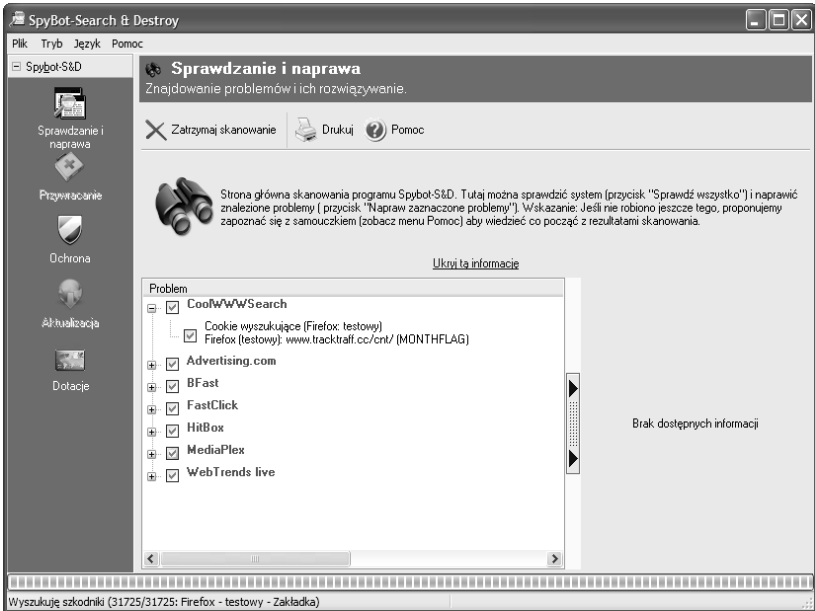 SpyBot-Search & Destroy
Plik Tryb Język Pomoc
Spybot-S&D
Sprawdzanie i naprawa
Znajdowanie problemów i ich rozwiązywanie.
Sprawdzanie i
naprawa
Przywracanie
Ochrona
Aktualizacja
Dotacje
Zatrzymaj skanowanie Drukuj Pomoc
Strona główna skanowania programu Spybot-S&D. Tutaj można sprawdzić system (przycisk "Sprawdź wszystko") i naprawić
znalezione problemy ( przycisk "Napraw zaznaczone problemy"). Wskazanie: Jeśli nie robiono jeszcze tego, proponujemy
zapoznać się z samouczkiem (zobacz menu Pomoc) aby wiedzieć co począć z rezultatami skanowania.
Ukryj tą informację
Problem
CoolWWWSearch
Cookie wyszukujące (Firefox: testowy)
Firefox (testowy): www.tracktraff.cc/cnt/ (MONTHFLAG)
Advertising.com
BFast
FastClick
HitBox
MediaPlex
WebTrends live
Brak dostępnych informacji
Wyszukuję szkodniki (31725/31725: Firefox - testowy - Zakładka)